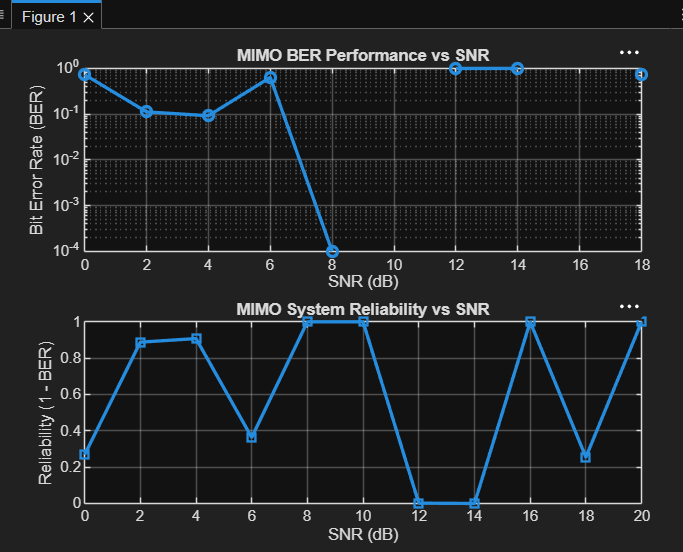 Figure 1 ×
MIMO BER Performance vs SNR
Bit Error Rate (BER)
10^0
10^-1
10^-2
10^-3
10^-4
0 2 4 6 8 10 12 14 16 18
SNR (dB)
MIMO System Reliability vs SNR
Reliability (1 - BER)
1
0.8
0.6
0.4
0.2
0
0 2 4 6 8 10 12 14 16 18 20
SNR (dB)